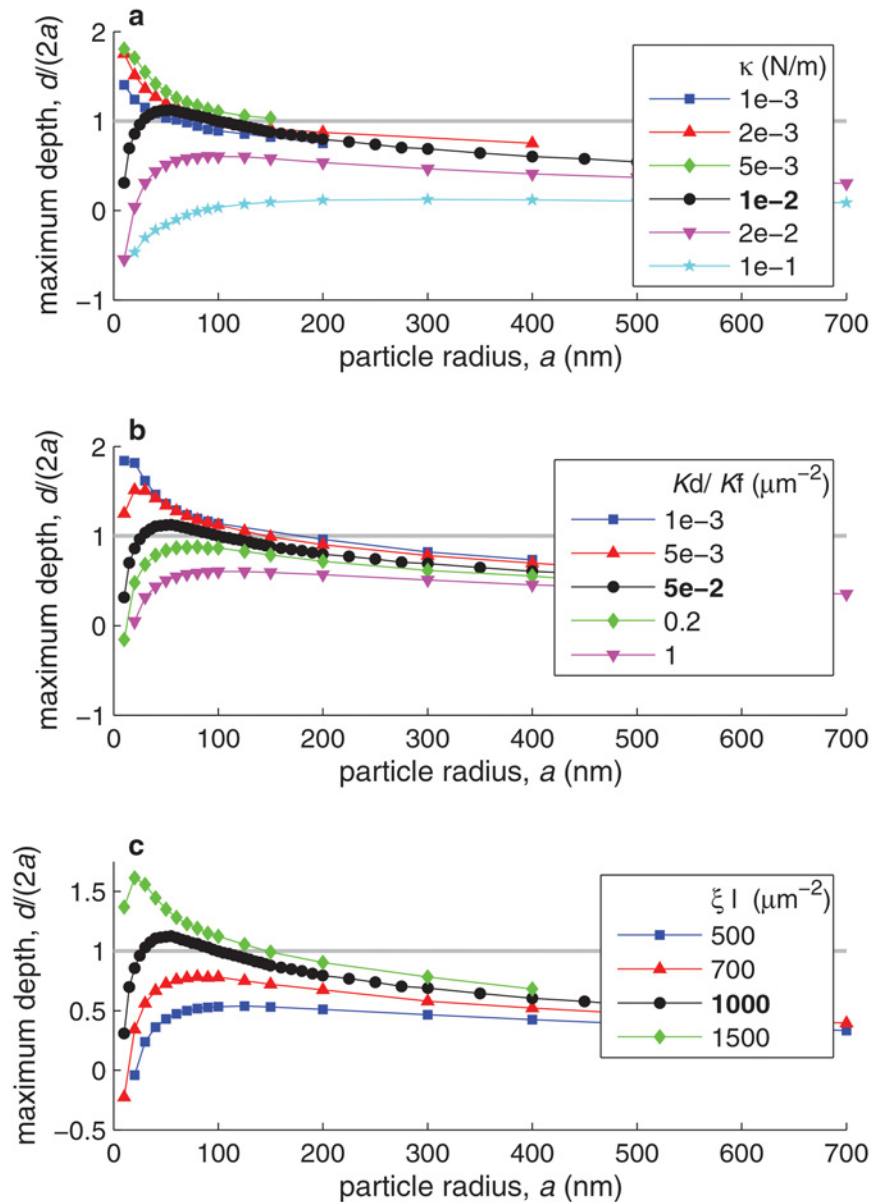 a
maximum depth, d/(2a)
2
1
0
−1
0 100 200 300 400 500 600 700
particle radius, a (nm)
κ (N/m)
1e−3
2e−3
5e−3
1e−2
2e−2
1e−1
b
maximum depth, d/(2a)
2
1
0
−1
0 100 200 300 400 500 600 700
particle radius, a (nm)
Kd/ Kf (μm−2)
1e−3
5e−3
5e−2
0.2
1
c
maximum depth, d/(2a)
1.5
1
0.5
0
−0.5
0 100 200 300 400 500 600 700
particle radius, a (nm)
ξ l (μm−2)
500
700
1000
1500